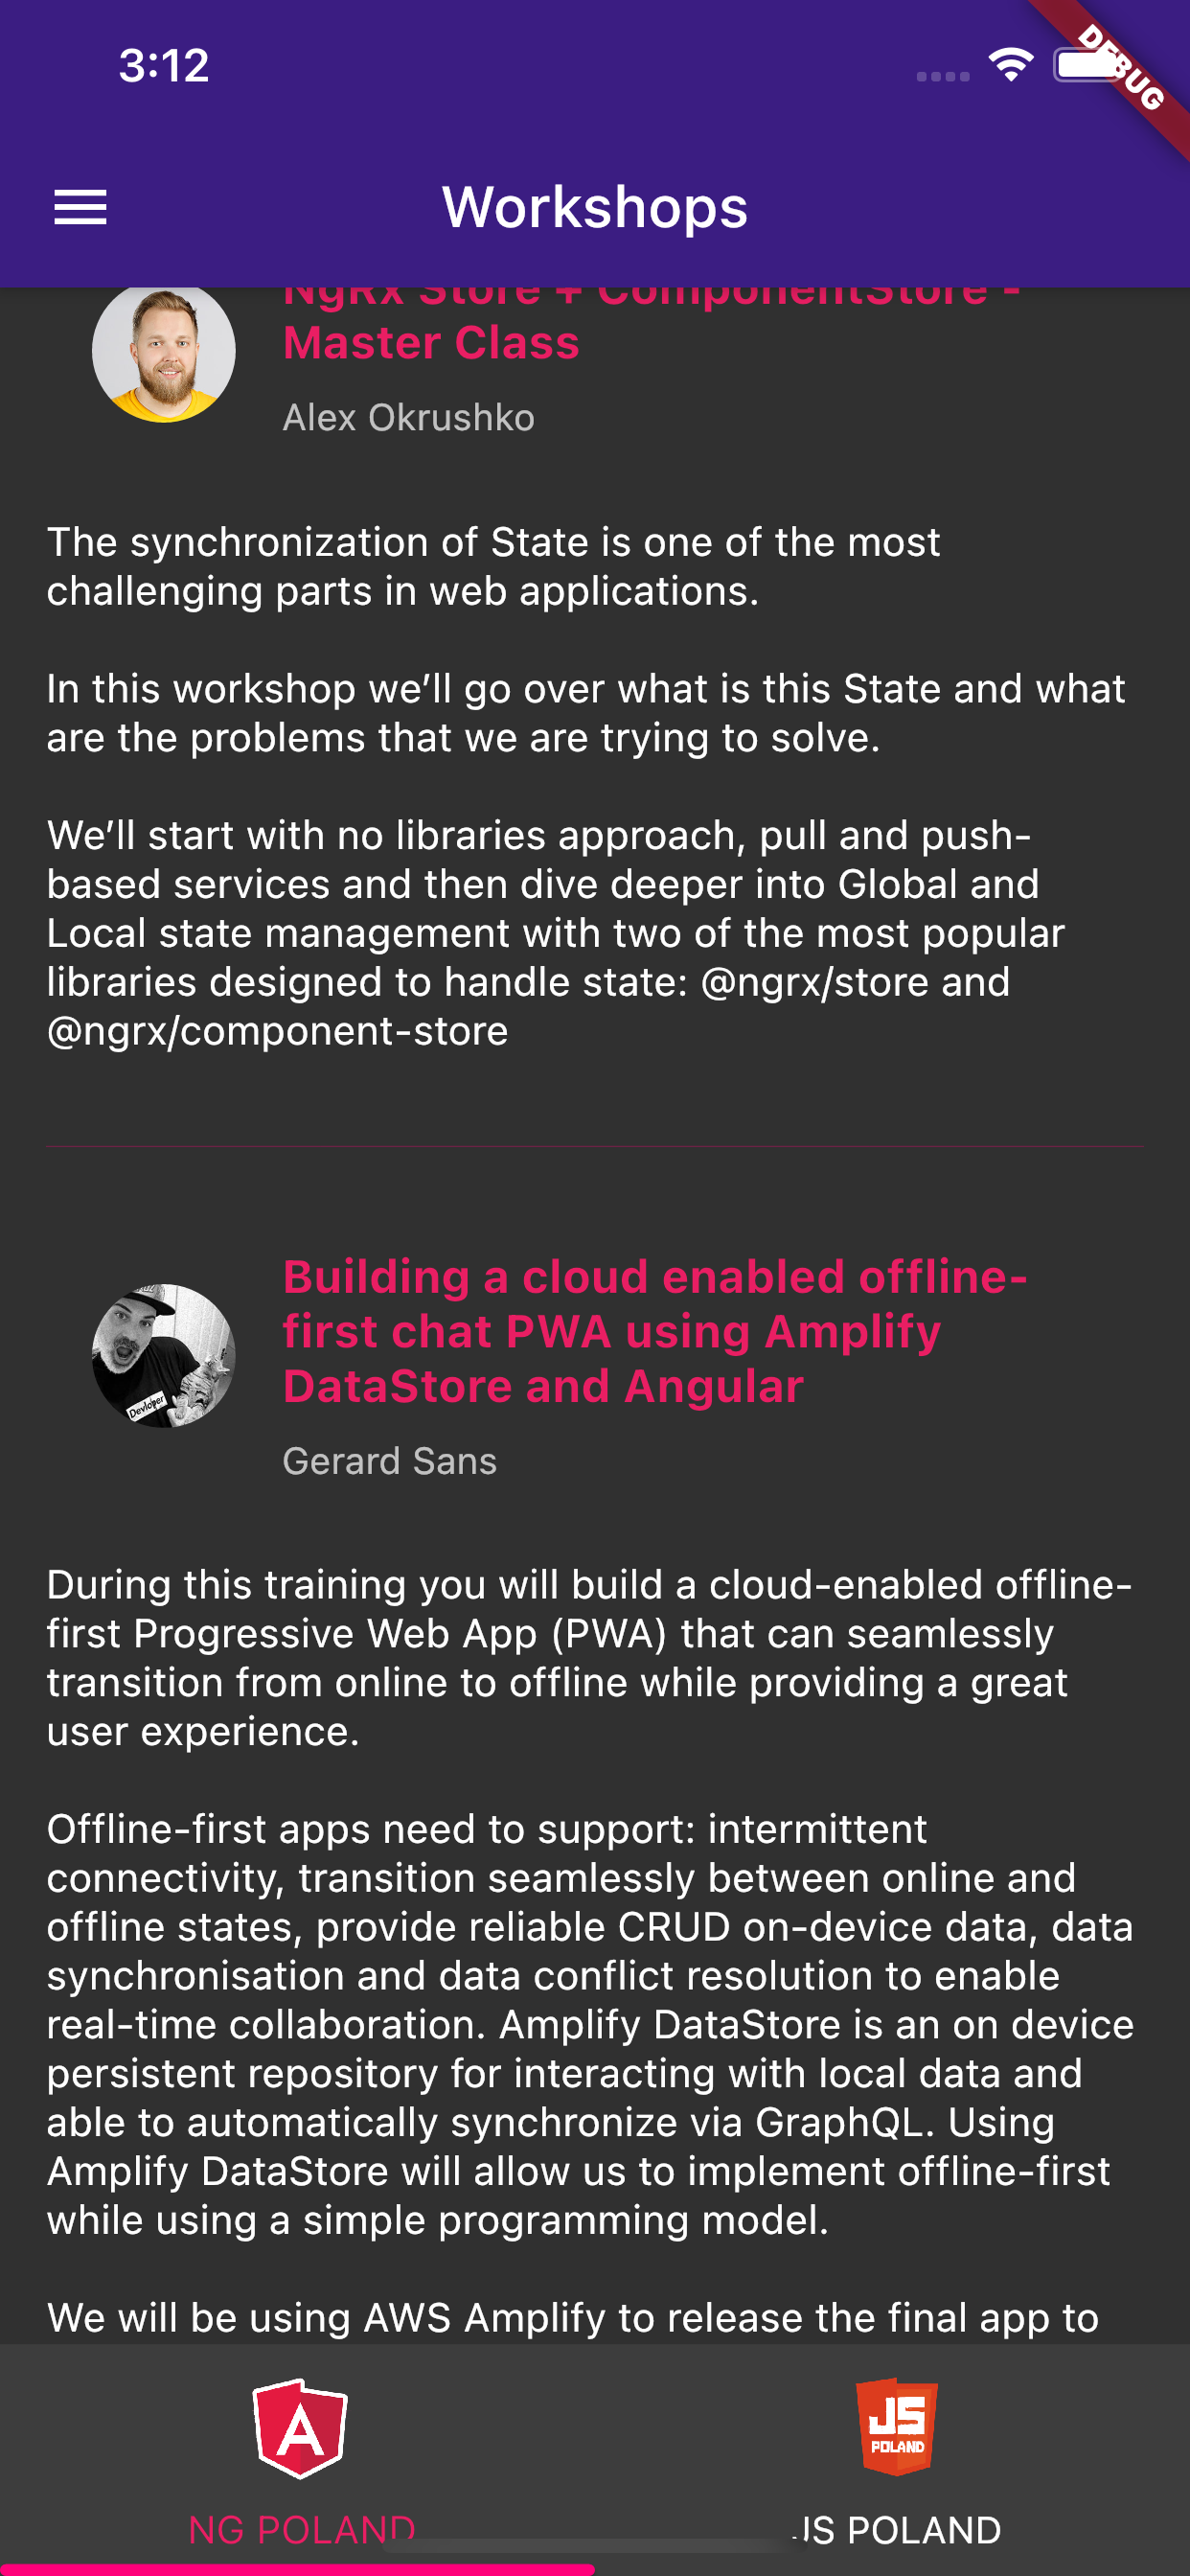 3:12
DEBUG
Workshops
NgRx Store + ComponentStore -
Master Class
Alex Okrushko
The synchronization of State is one of the most
challenging parts in web applications.
In this workshop we’ll go over what is this State and what
are the problems that we are trying to solve.
We’ll start with no libraries approach, pull and push-
based services and then dive deeper into Global and
Local state management with two of the most popular
libraries designed to handle state: @ngrx/store and
@ngrx/component-store
Building a cloud enabled offline-
first chat PWA using Amplify
DataStore and Angular
Gerard Sans
Devloper
During this training you will build a cloud-enabled offline-
first Progressive Web App (PWA) that can seamlessly
transition from online to offline while providing a great
user experience.
Offline-first apps need to support: intermittent
connectivity, transition seamlessly between online and
offline states, provide reliable CRUD on-device data, data
synchronisation and data conflict resolution to enable
real-time collaboration. Amplify DataStore is an on device
persistent repository for interacting with local data and
able to automatically synchronize via GraphQL. Using
Amplify DataStore will allow us to implement offline-first
while using a simple programming model.
We will be using AWS Amplify to release the final app to
A
JS
POLAND
NG POLAND
JS POLAND